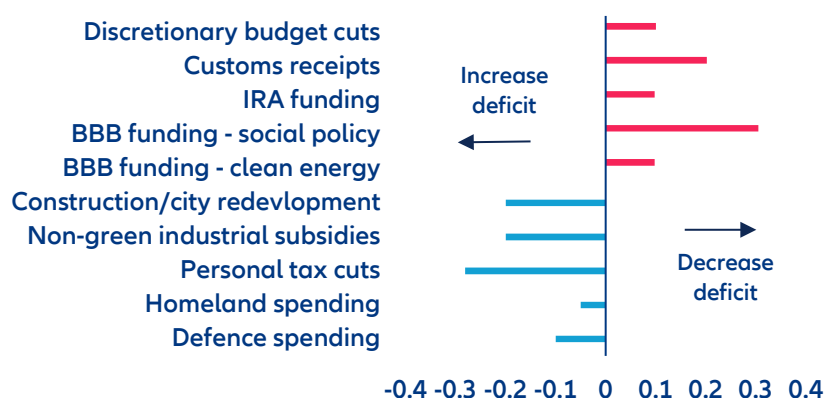 Discretionary budget cuts
Customs receipts
IRA funding
BBB funding - social policy
BBB funding - clean energy
Construction/city redevlopment
Non-green industrial subsidies
Personal tax cuts
Homeland spending
Defence spending
Increase
deficit
Decrease
deficit
-0.4 -0.3 -0.2 -0.1 0 0.1 0.2 0.3 0.4